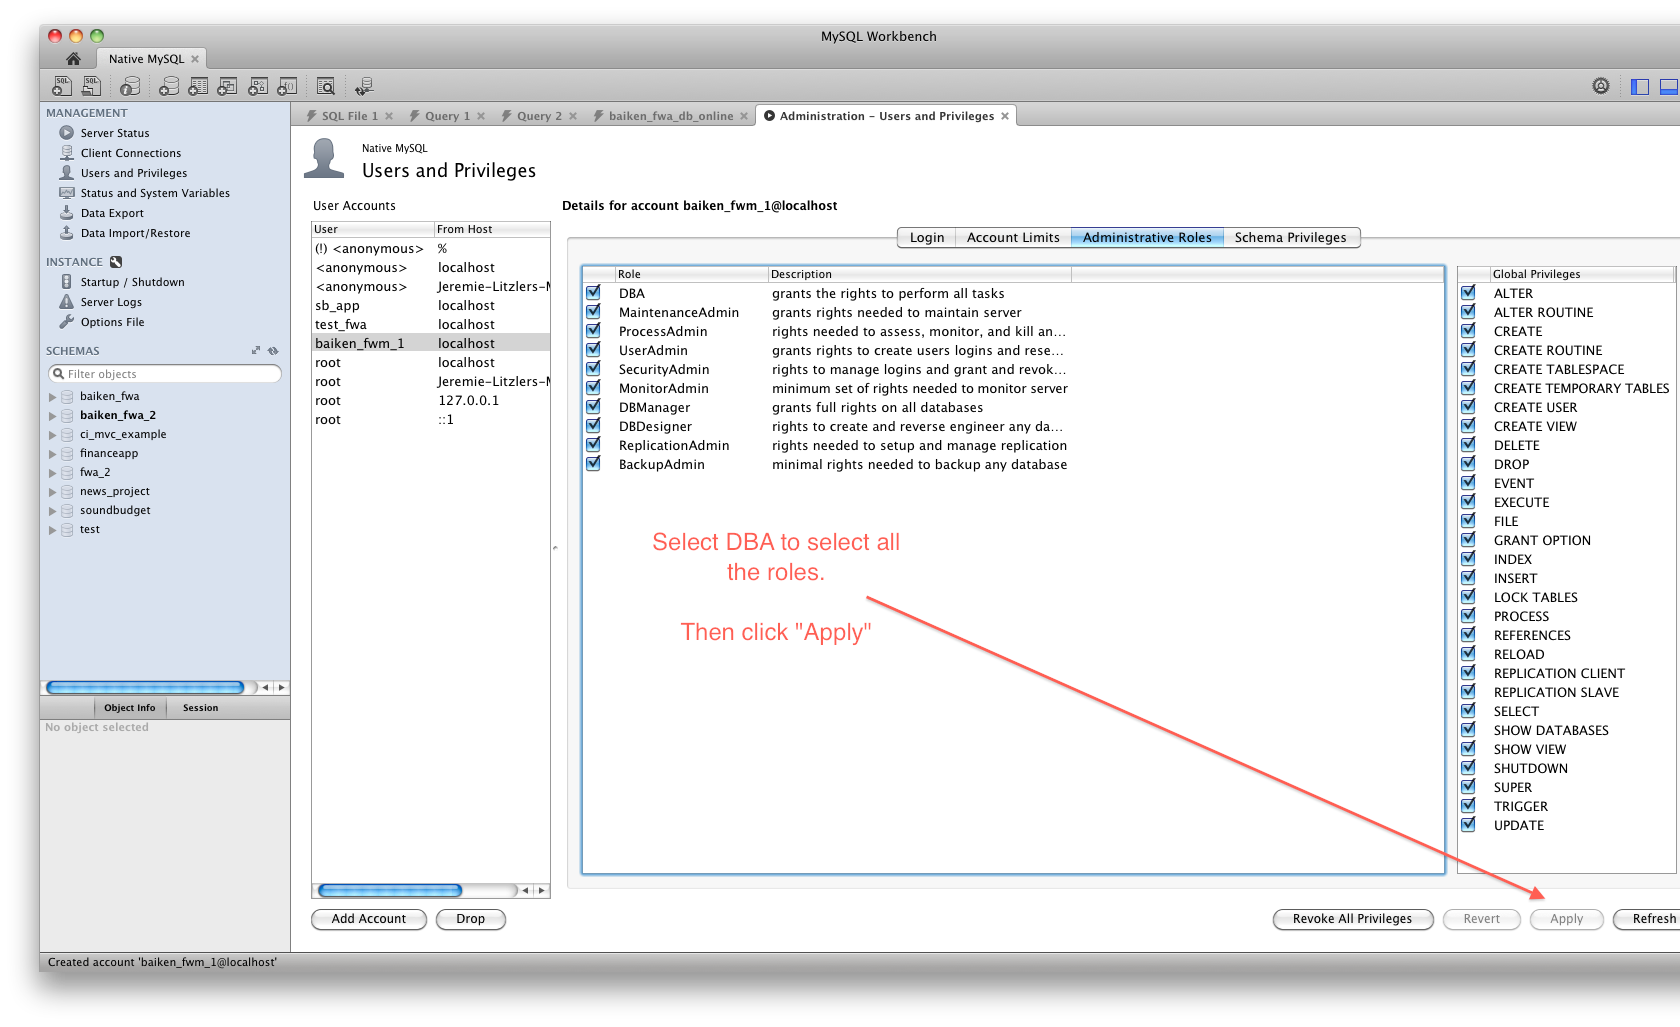 MySQL Workbench
Native MySQL
MANAGEMENT
Server Status
Client Connections
Users and Privileges
Status and System Variables
Data Export
Data Import/Restore
INSTANCE
Startup / Shutdown
Server Logs
Options File
SCHEMAS
Filter objects
baiken_fwa
baiken_fwa_2
ci_mvc_example
financeapp
fwa_2
news_project
soundbudget
test
Object Info Session
No object selected
SQL File 1 Query 1 Query 2 baiken_fwa_db_online Administration - Users and Privileges
Native MySQL
Users and Privileges
User Accounts
User From Host
(!) <anonymous> %
<anonymous> localhost
<anonymous> Jeremie-Litzlers-M
sb_app localhost
test_fwa localhost
baiken_fwm_1 localhost
root localhost
root Jeremie-Litzlers-M
root 127.0.0.1
root ::1
Add Account Drop
Details for account baiken_fwm_1@localhost
Login Account Limits Administrative Roles Schema Privileges
Role Description
DBA grants the rights to perform all tasks
MaintenanceAdmin grants rights needed to maintain server
ProcessAdmin rights needed to assess, monitor, and kill an...
UserAdmin grants rights to create users logins and rese...
SecurityAdmin rights to manage logins and grant and revok...
MonitorAdmin minimum set of rights needed to monitor server
DBManager grants full rights on all databases
DBDesigner rights to create and reverse engineer any da...
ReplicationAdmin rights needed to setup and manage replication
BackupAdmin minimal rights needed to backup any database
Select DBA to select all
the roles.
Then click "Apply"
Global Privileges
ALTER
ALTER ROUTINE
CREATE
CREATE ROUTINE
CREATE TABLESPACE
CREATE TEMPORARY TABLES
CREATE USER
CREATE VIEW
DELETE
DROP
EVENT
EXECUTE
FILE
GRANT OPTION
INDEX
INSERT
LOCK TABLES
PROCESS
REFERENCES
RELOAD
REPLICATION CLIENT
REPLICATION SLAVE
SELECT
SHOW DATABASES
SHOW VIEW
SHUTDOWN
SUPER
TRIGGER
UPDATE
Revoke All Privileges Revert Apply Refresh
Created account 'baiken_fwm_1@localhost'